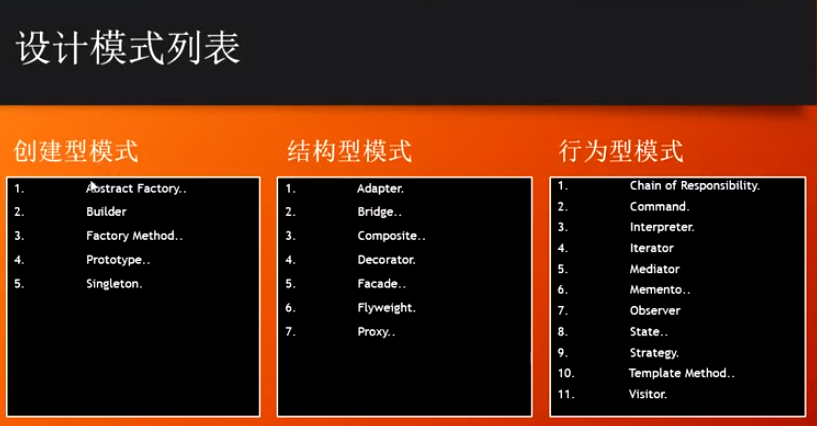 设计模式列表
创建型模式
1. Abstract Factory..
2. Builder
3. Factory Method..
4. Prototype..
5. Singleton.
结构型模式
1. Adapter.
2. Bridge..
3. Composite..
4. Decorator.
5. Facade..
6. Flyweight.
7. Proxy..
行为型模式
1. Chain of Responsibility.
2. Command.
3. Interpreter.
4. Iterator
5. Mediator
6. Memento..
7. Observer
8. State..
9. Strategy.
10. Template Method..
11. Visitor.